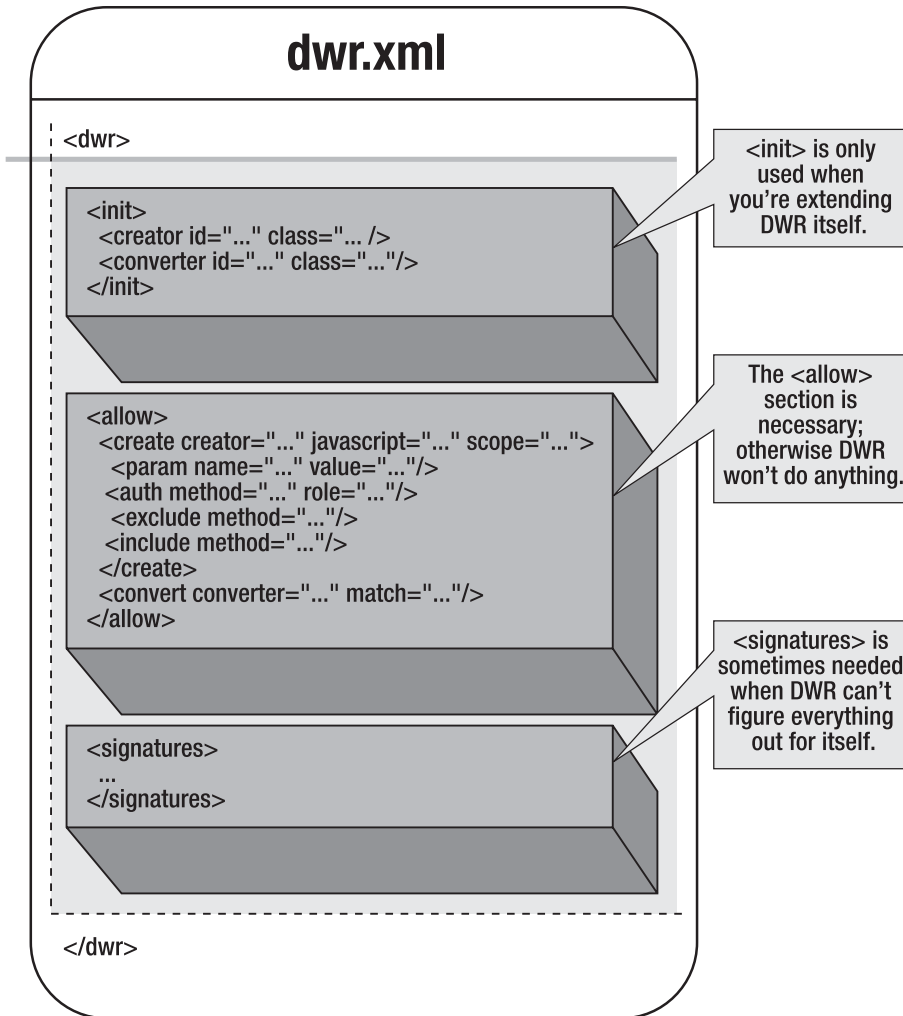 dwr.xml
<dwr>
<init>
<creator id="..." class="... />
<converter id="..." class="..."/>
</init>
<init> is only
used when
you're extending
DWR itself.
<allow>
<create creator="..." javascript="..." scope="...">
<param name="..." value="..."/>
<auth method="..." role="..."/>
<exclude method="..."/>
<include method="..."/>
</create>
<convert converter="..." match="..."/>
</allow>
The <allow>
section is
necessary;
otherwise DWR
won't do anything.
<signatures>
...
</signatures>
<signatures> is
sometimes needed
when DWR can't
figure everything
out for itself.
</dwr>